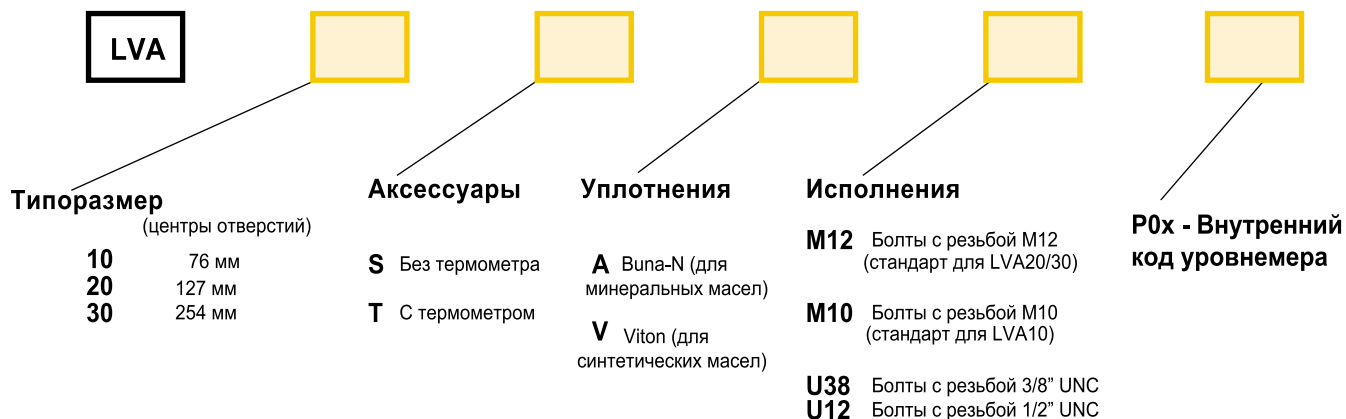 LVA
Типоразмер
(центры отверстий)
10 76 мм
20 127 мм
30 254 мм
Аксессуары
S Без термометра
T С термометром
Уплотнения
A Buna-N (для
минеральных масел)
V Viton (для
синтетических масел)
Исполнения
M12 Болты с резьбой M12
(стандарт для LVA20/30)
M10 Болты с резьбой M10
(стандарт для LVA10)
U38 Болты с резьбой 3/8” UNC
U12 Болты с резьбой 1/2” UNC
P0x - Внутренний
код уровнемера